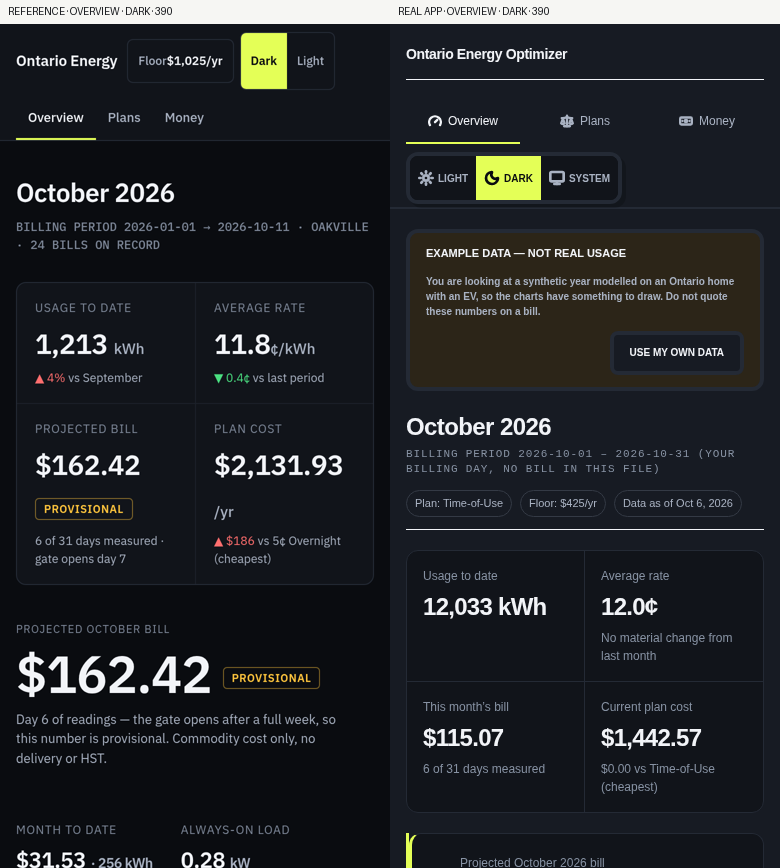 REFERENCE · OVERVIEW · DARK · 390
Ontario Energy
Floor $1,025/yr
Dark
Light
Overview
Plans
Money
October 2026
BILLING PERIOD 2026-01-01 → 2026-10-11 · OAKVILLE
· 24 BILLS ON RECORD
USAGE TO DATE
1,213 kWh
▲ 4% vs September
AVERAGE RATE
11.8¢/kWh
▼ 0.4¢ vs last period
PROJECTED BILL
$162.42
PROVISIONAL
6 of 31 days measured ·
gate opens day 7
PLAN COST
$2,131.93
/yr
▲ $186 vs 5¢ Overnight
(cheapest)
PROJECTED OCTOBER BILL
$162.42 PROVISIONAL
Day 6 of readings — the gate opens after a full week, so
this number is provisional. Commodity cost only, no
delivery or HST.
MONTH TO DATE
$31.53 · 256 kWh
ALWAYS-ON LOAD
0.28 kW
REAL APP · OVERVIEW · DARK · 390
Ontario Energy Optimizer
Overview
Plans
Money
LIGHT
DARK
SYSTEM
EXAMPLE DATA — NOT REAL USAGE
You are looking at a synthetic year modelled on an Ontario home
with an EV, so the charts have something to draw. Do not quote
these numbers on a bill.
USE MY OWN DATA
October 2026
BILLING PERIOD 2026-10-01 – 2026-10-31 (YOUR
BILLING DAY, NO BILL IN THIS FILE)
Plan: Time-of-Use
Floor: $425/yr
Data as of Oct 6, 2026
Usage to date
12,033 kWh
Average rate
12.0¢
No material change from
last month
This month's bill
$115.07
6 of 31 days measured
Current plan cost
$1,442.57
$0.00 vs Time-of-Use
(cheapest)
Projected October 2026 bill